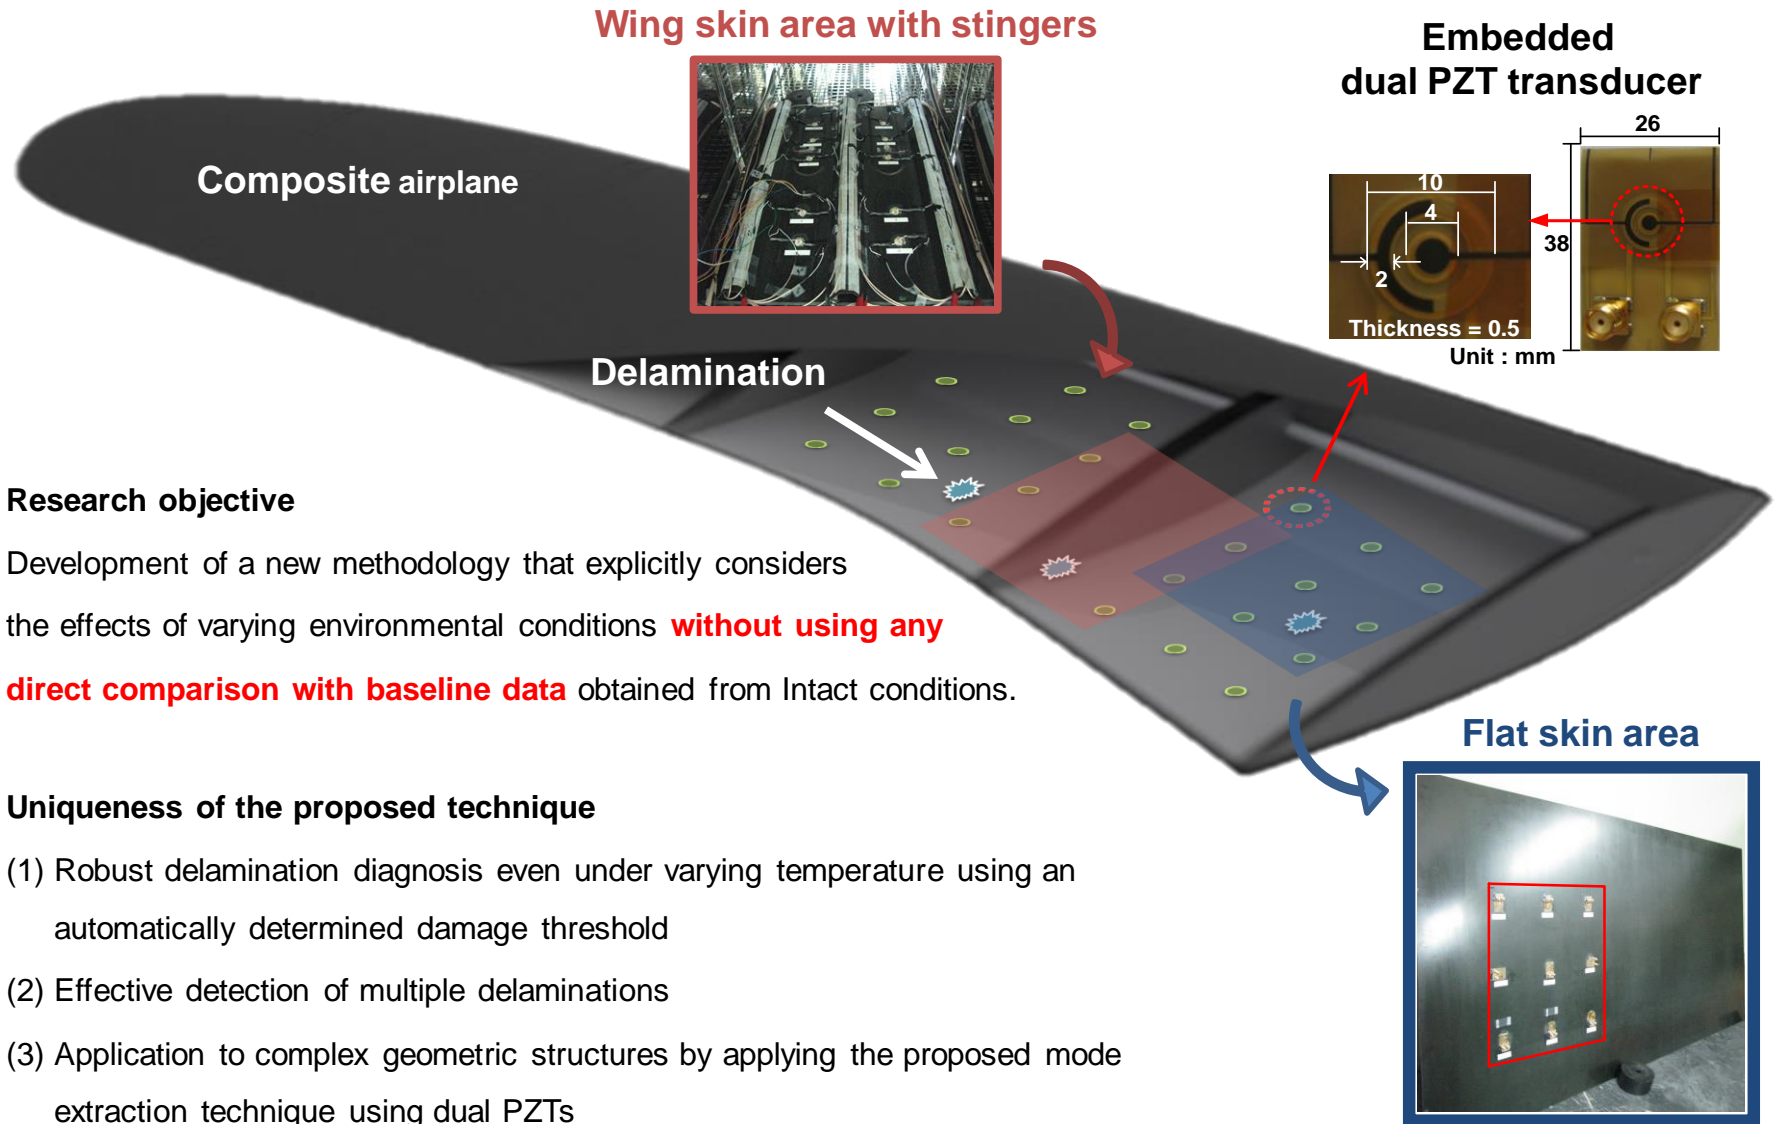 Wing skin area with stingers
Embedded
dual PZT transducer
26
10
4
38
2
Thickness = 0.5
Unit : mm
Composite airplane
Delamination
Research objective
Development of a new methodology that explicitly considers
the effects of varying environmental conditions without using any
direct comparison with baseline data obtained from Intact conditions.
Flat skin area
Uniqueness of the proposed technique
(1) Robust delamination diagnosis even under varying temperature using an
automatically determined damage threshold
(2) Effective detection of multiple delaminations
(3) Application to complex geometric structures by applying the proposed mode
extraction technique using dual PZTs